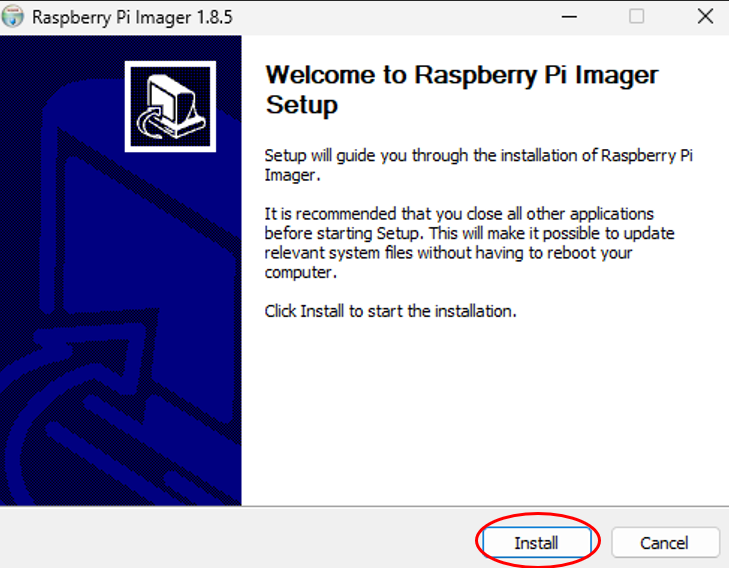 Raspberry Pi Imager 1.8.5
Welcome to Raspberry Pi Imager
Setup
Setup will guide you through the installation of Raspberry Pi
Imager.
It is recommended that you close all other applications
before starting Setup. This will make it possible to update
relevant system files without having to reboot your
computer.
Click Install to start the installation.
Install
Cancel